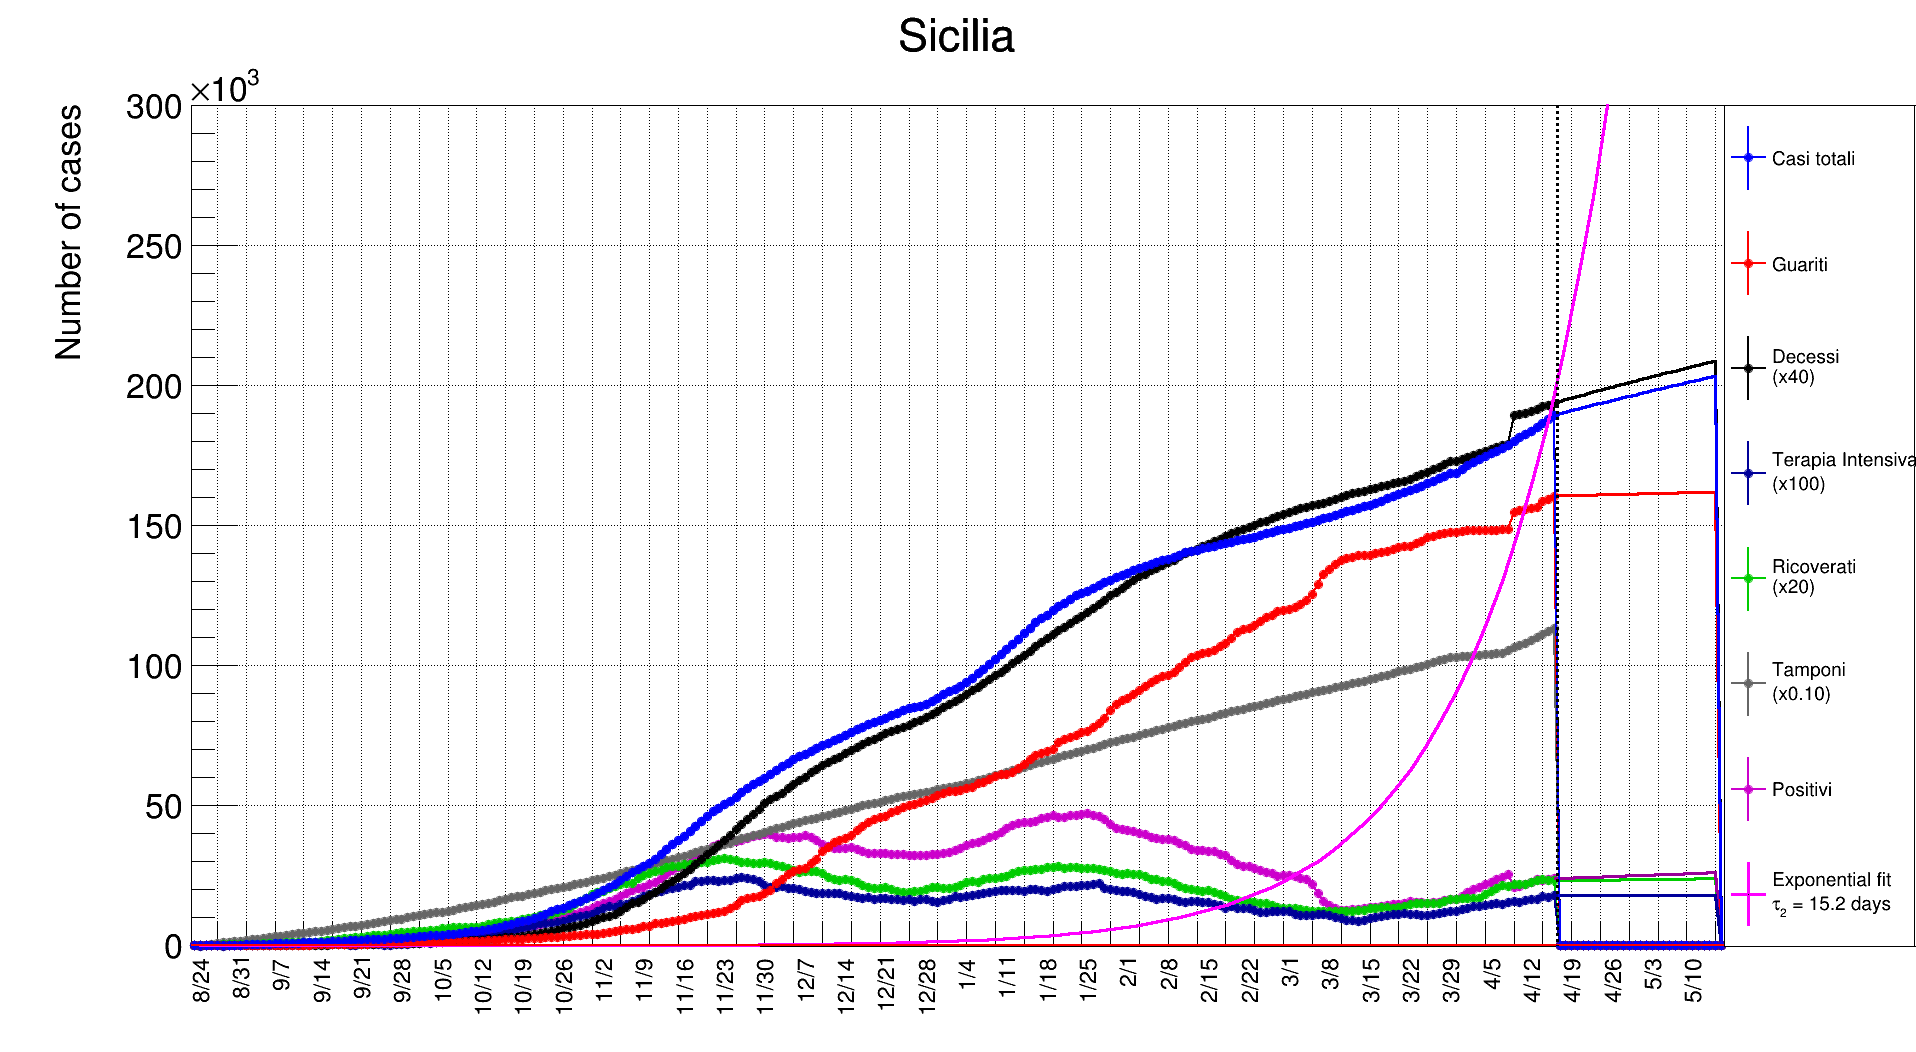 Sicilia
×10³
Number of cases
300
250
200
150
100
50
0
8/24 8/31 9/7 9/14 9/21 9/28 10/5 10/12 10/19 10/26 11/2 11/9 11/16 11/23 11/30 12/7 12/14 12/21 12/28 1/4 1/11 1/18 1/25 2/1 2/8 2/15 2/22 3/1 3/8 3/15 3/22 3/29 4/5 4/12 4/19 4/26 5/3 5/10
Casi totali
Guariti
Decessi
(x40)
Terapia Intensiva
(x100)
Ricoverati
(x20)
Tamponi
(x0.10)
Positivi
Exponential fit
τ₂ = 15.2 days